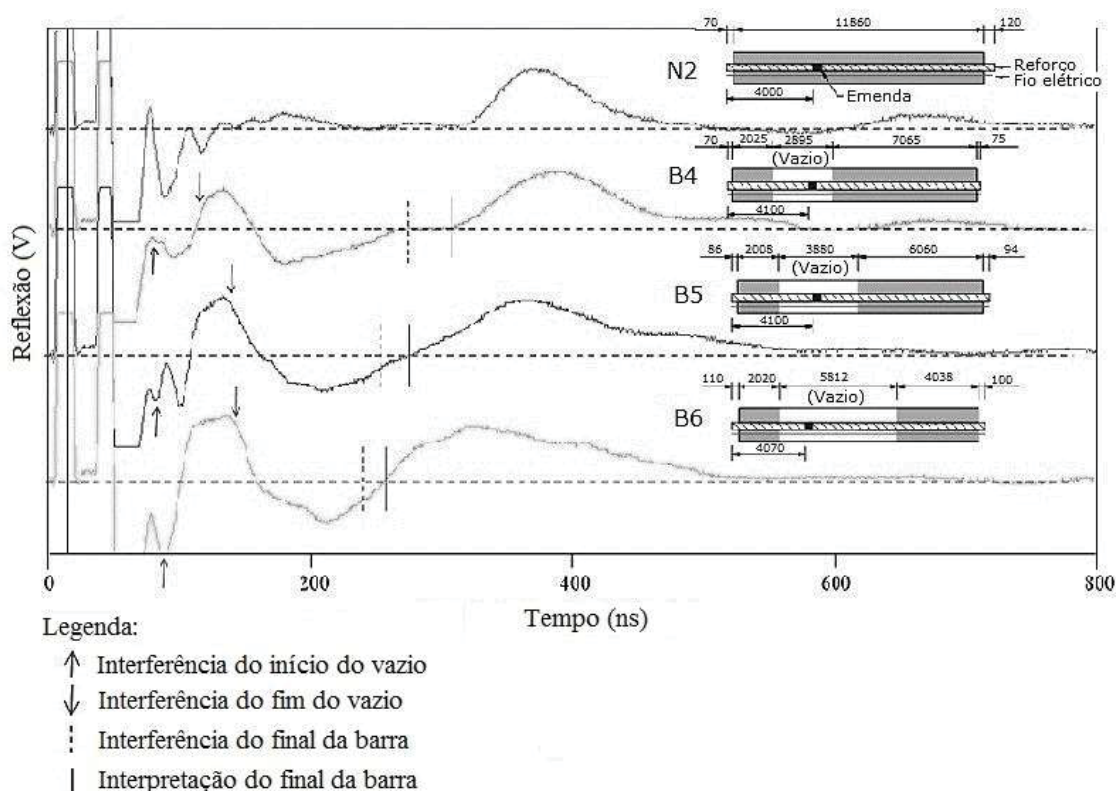 70 11860 120
N2
Reforço
Fio elétrico
4000
Emenda
70 2025 2895 7065 75
(Vazio)
B4
4100
86 2008 3880 6060 94
(Vazio)
B5
4100
110 2020 5812 4038 100
(Vazio)
B6
4070
Reflexão (V)
0 200 400 600 800
Tempo (ns)
Legenda:
Interferência do início do vazio
Interferência do fim do vazio
Interferência do final da barra
Interpretação do final da barra